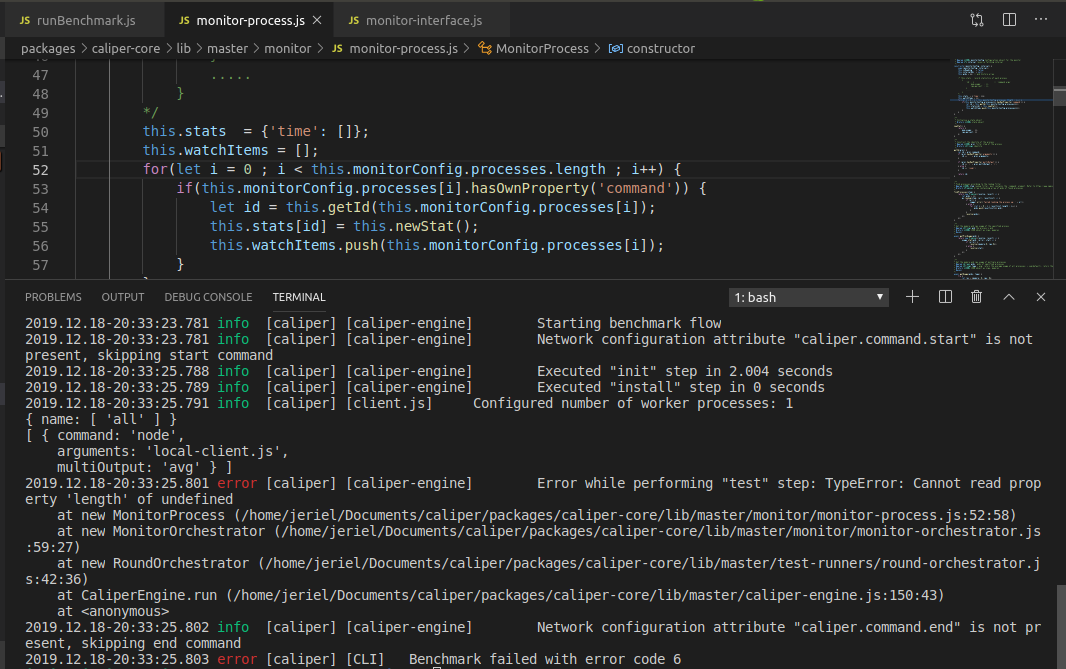 JS runBenchmark.js JS monitor-process.js × JS monitor-interface.js ···
packages > caliper-core > lib > master > monitor > JS monitor-process.js > MonitorProcess > constructor
47 .....
48 }
49 */
50 this.stats = {'time': []};
51 this.watchItems = [];
52 for(let i = 0 ; i < this.monitorConfig.processes.length ; i++) {
53 if(this.monitorConfig.processes[i].hasOwnProperty('command')) {
54 let id = this.getId(this.monitorConfig.processes[i]);
55 this.stats[id] = this.newStat();
56 this.watchItems.push(this.monitorConfig.processes[i]);
57 }
PROBLEMS OUTPUT DEBUG CONSOLE TERMINAL 1: bash
2019.12.18-20:33:23.781 info [caliper] [caliper-engine] Starting benchmark flow
2019.12.18-20:33:23.781 info [caliper] [caliper-engine] Network configuration attribute "caliper.command.start" is not
present, skipping start command
2019.12.18-20:33:25.788 info [caliper] [caliper-engine] Executed "init" step in 2.004 seconds
2019.12.18-20:33:25.789 info [caliper] [caliper-engine] Executed "install" step in 0 seconds
2019.12.18-20:33:25.791 info [caliper] [client.js] Configured number of worker processes: 1
{ name: [ 'all' ] }
[ { command: 'node',
arguments: 'local-client.js',
multiOutput: 'avg' } ]
2019.12.18-20:33:25.801 error [caliper] [caliper-engine] Error while performing "test" step: TypeError: Cannot read prop
erty 'length' of undefined
at new MonitorProcess (/home/jeriel/Documents/caliper/packages/caliper-core/lib/master/monitor/monitor-process.js:52:58)
at new MonitorOrchestrator (/home/jeriel/Documents/caliper/packages/caliper-core/lib/master/monitor/monitor-orchestrator.js
:59:27)
at new RoundOrchestrator (/home/jeriel/Documents/caliper/packages/caliper-core/lib/master/test-runners/round-orchestrator.j
s:42:36)
at CaliperEngine.run (/home/jeriel/Documents/caliper/packages/caliper-core/lib/master/caliper-engine.js:150:43)
at <anonymous>
2019.12.18-20:33:25.802 info [caliper] [caliper-engine] Network configuration attribute "caliper.command.end" is not pr
esent, skipping end command
2019.12.18-20:33:25.803 error [caliper] [CLI] Benchmark failed with error code 6